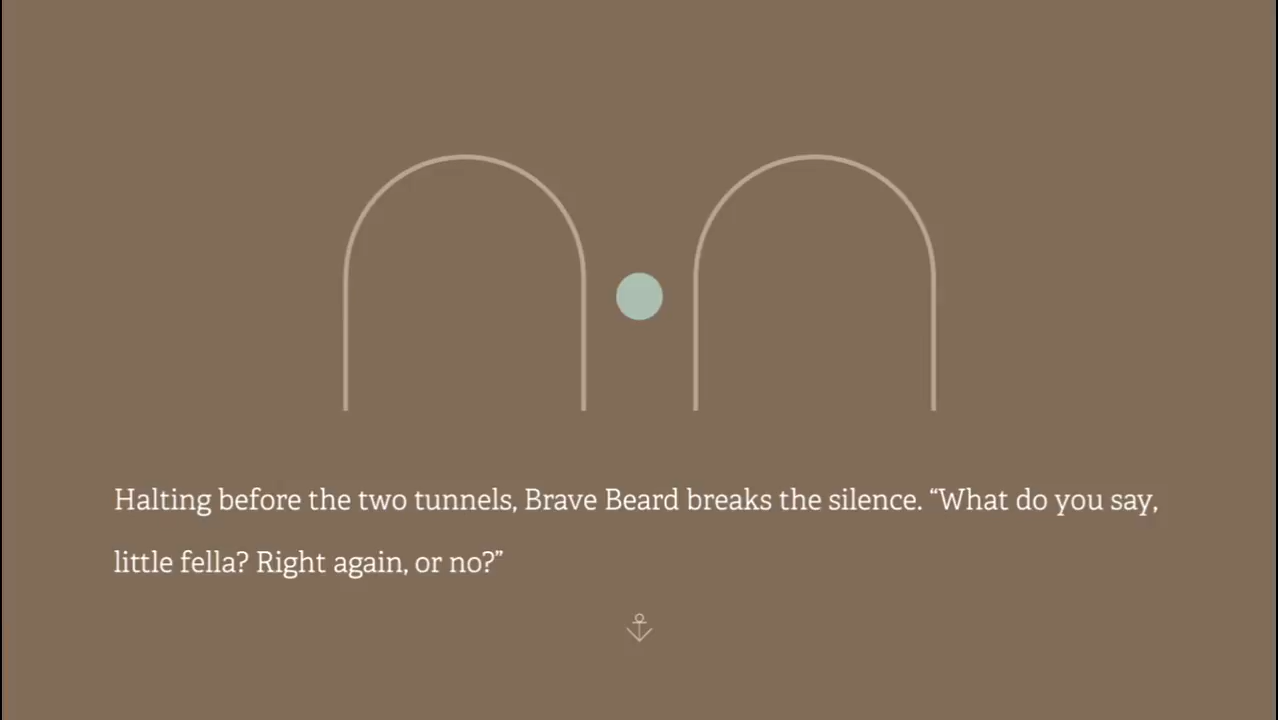 Halting before the two tunnels, Brave Beard breaks the silence. “What do you say,
little fella? Right again, or no?”